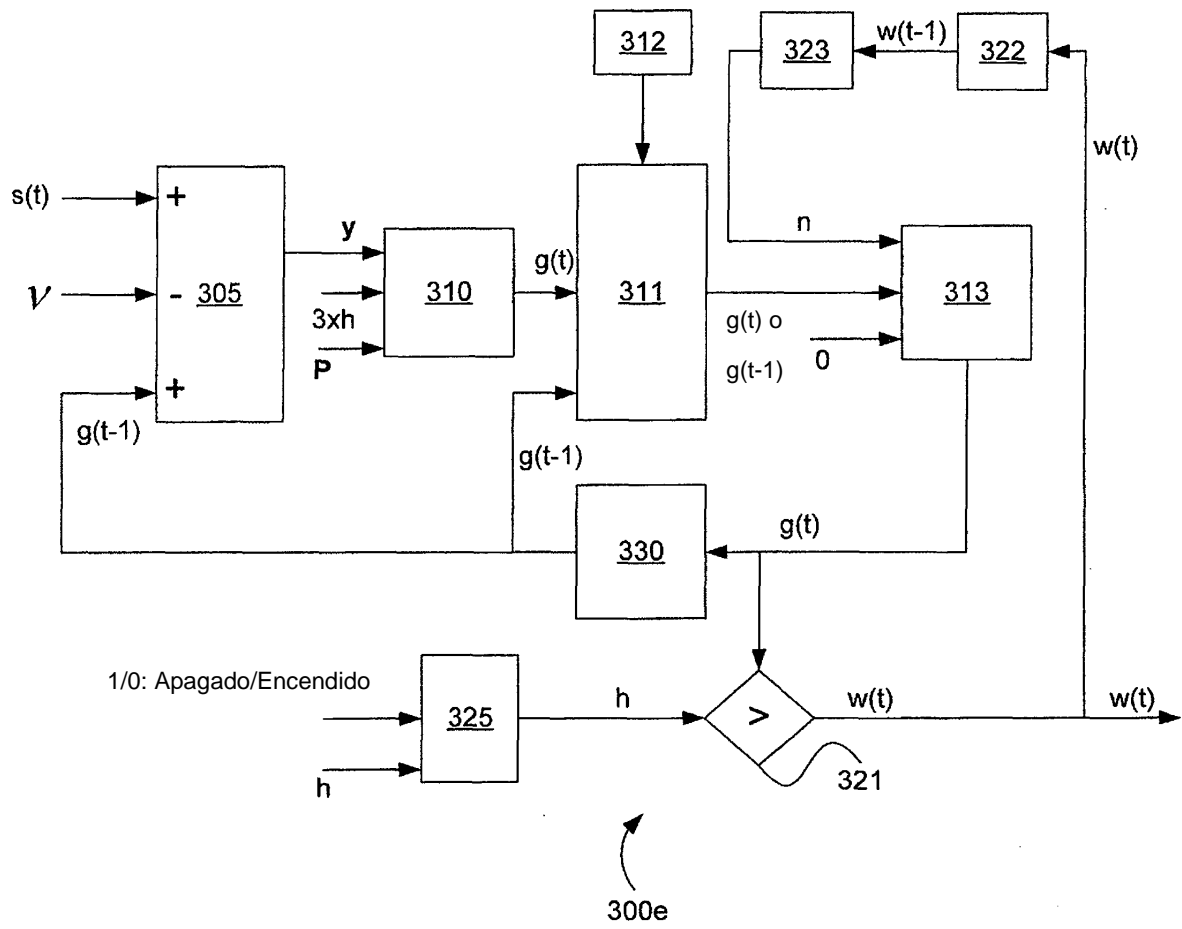 312
323
w(t-1)
322
w(t)
s(t)
+
ν
-
305
+
g(t-1)
y
3xh
P
310
g(t)
311
g(t-1)
n
g(t) o
g(t-1)
0
313
330
g(t)
1/0: Apagado/Encendido
h
325
h
>
w(t)
w(t)
321
300e